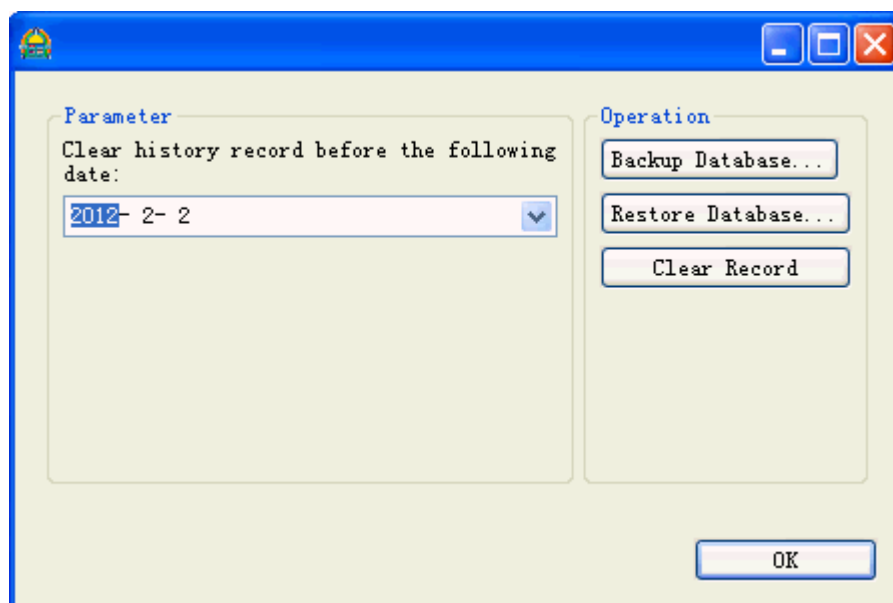 Parameter
Clear history record before the following
date:
2012- 2- 2
Operation
Backup Database...
Restore Database...
Clear Record
OK